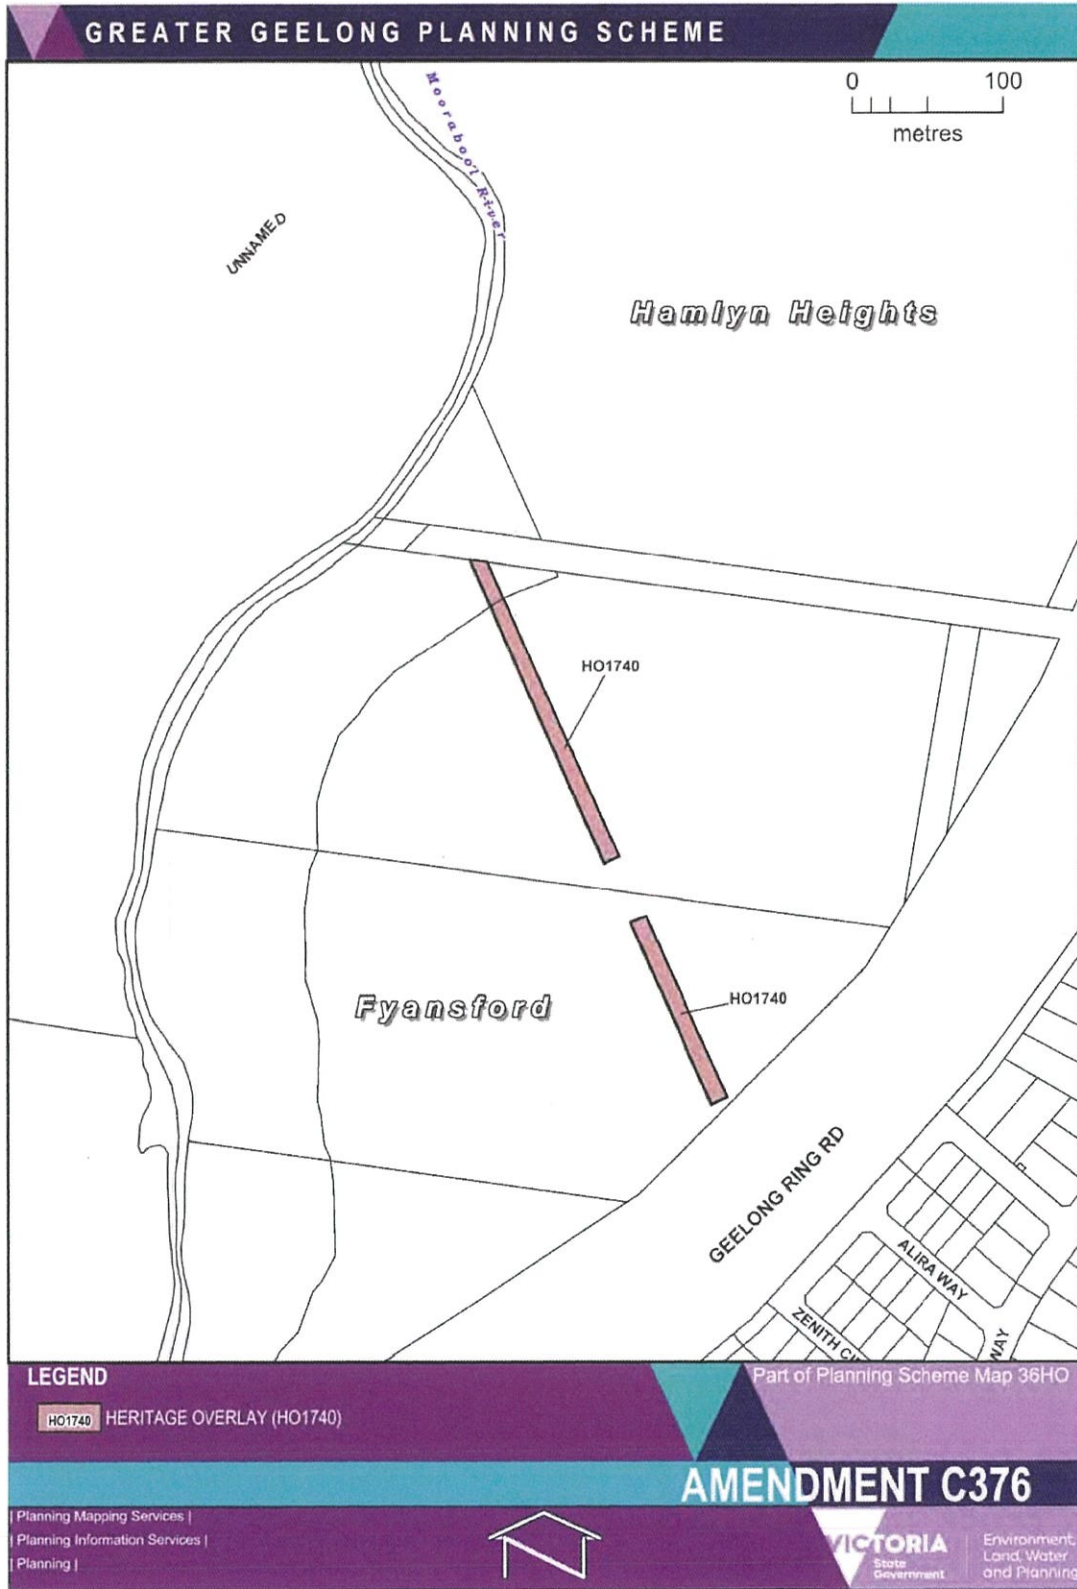 GREATER GEELONG PLANNING SCHEME
0 100
metres
Moorabool River
UNNAMED
Hamlyn Heights
HO1740
HO1740
Fyansford
GEELONG RING RD
ALIRA WAY
ZENITH CI
WAY
LEGEND
HO1740 HERITAGE OVERLAY (HO1740)
Part of Planning Scheme Map 36HO
AMENDMENT C376
| Planning Mapping Services |
| Planning Information Services |
| Planning |
VICTORIA
State
Government
Environment,
Land, Water
and Planning